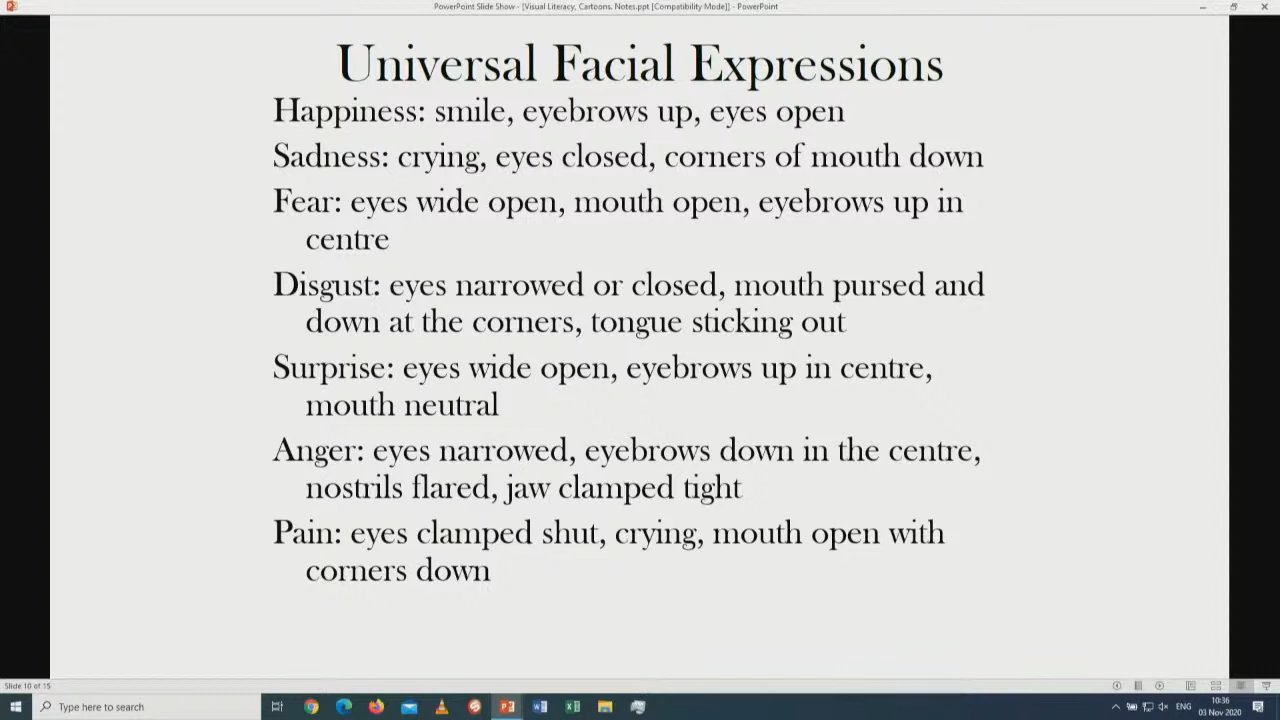 PowerPoint Slide Show - [Visual Literacy, Cartoons. Notes.ppt [Compatibility Mode]] - PowerPoint
Universal Facial Expressions
Happiness: smile, eyebrows up, eyes open
Sadness: crying, eyes closed, corners of mouth down
Fear: eyes wide open, mouth open, eyebrows up in
centre
Disgust: eyes narrowed or closed, mouth pursed and
down at the corners, tongue sticking out
Surprise: eyes wide open, eyebrows up in centre,
mouth neutral
Anger: eyes narrowed, eyebrows down in the centre,
nostrils flared, jaw clamped tight
Pain: eyes clamped shut, crying, mouth open with
corners down
Slide 10 of 15
Type here to search
ENG
10:36
03 Nov 2020